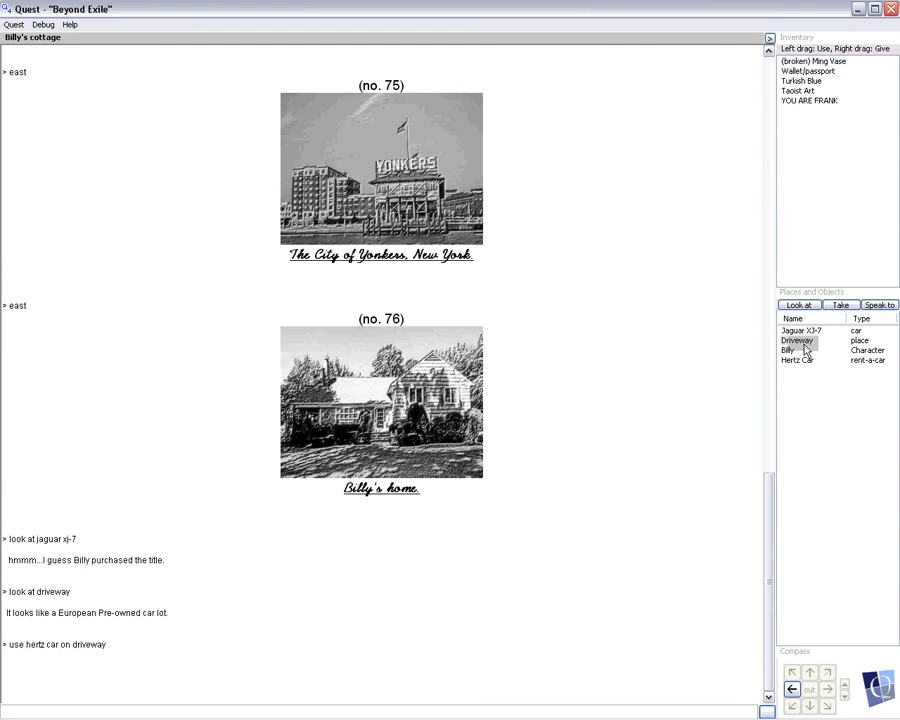 Quest - "Beyond Exile"
Quest Debug Help
Billy's cottage
> east
(no. 75)
YONKERS
The City of Yonkers, New York.
> east
(no. 76)
Billy's home.
> look at jaguar xj-7
hmmm...I guess Billy purchased the title.
> look at driveway
It looks like a European Pre-owned car lot.
> use hertz car on driveway
>
Inventory
Left drag: Use, Right drag: Give
(broken) Ming Vase
Wallet/passport
Turkish Blue
Taoist Art
YOU ARE FRANK
Places and Objects
Look at Take Speak to
Name Type
Jaguar XJ-7 car
Driveway place
Billy Character
Hertz Car rent-a-car
Compass
out